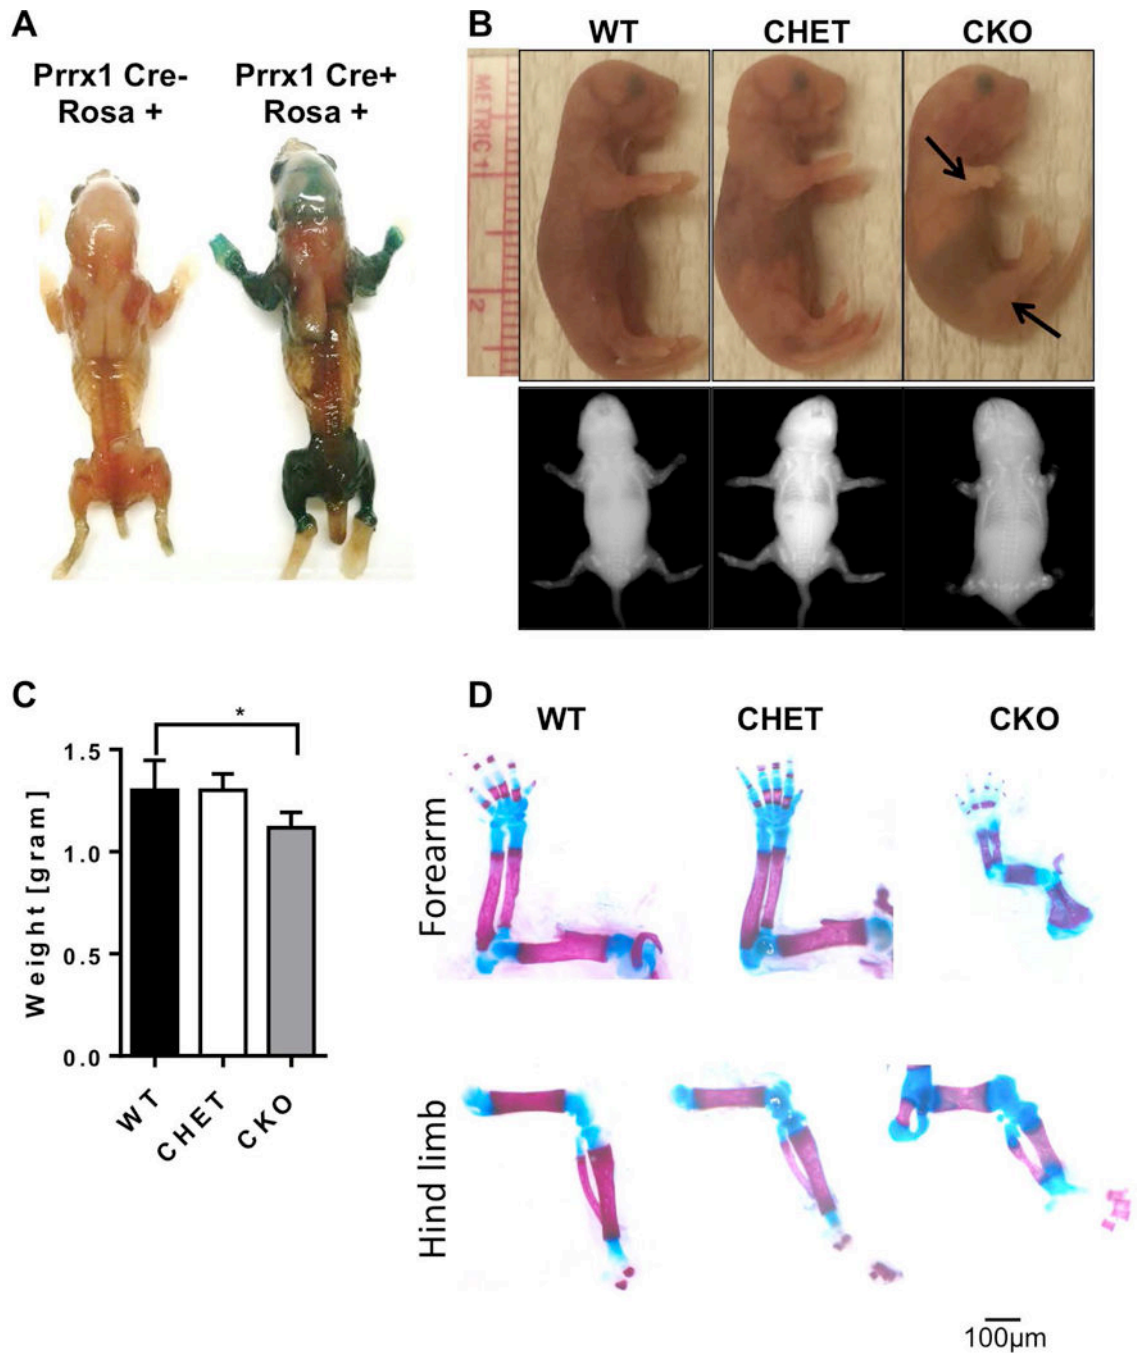 A
Prrx1 Cre-
Rosa +
Prrx1 Cre+
Rosa +
B
WT
CHET
CKO
METRIC 1
2
C
*
Weight [gram]
1.5
1.0
0.5
0.0
WT
CHET
CKO
D
WT
CHET
CKO
Forearm
Hind limb
100µm